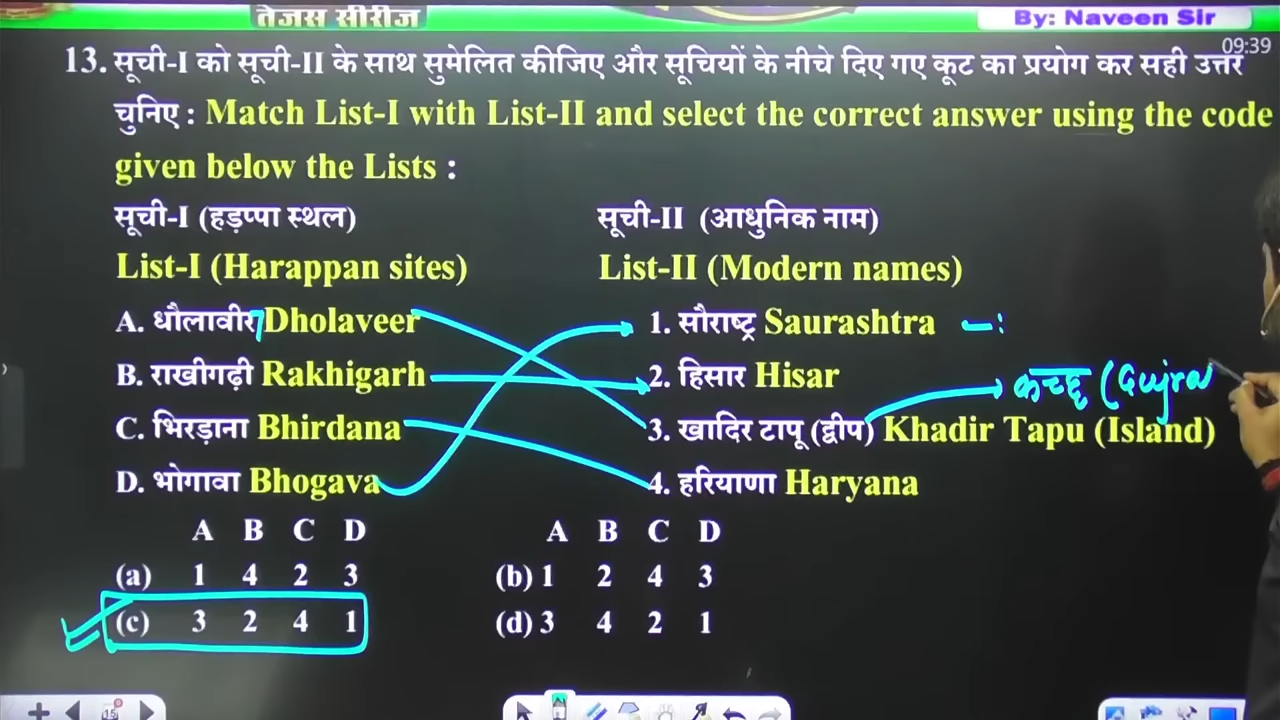 तेजस सीरीज
By: Naveen Sir
09:39
13. सूची-I को सूची-II के साथ सुमेलित कीजिए और सूचियों के नीचे दिए गए कूट का प्रयोग कर सही उत्तर
चुनिए : Match List-I with List-II and select the correct answer using the code
given below the Lists :
सूची-I (हड़प्पा स्थल) सूची-II (आधुनिक नाम)
List-I (Harappan sites) List-II (Modern names)
A. धौलावीर Dholaveer 1. सौराष्ट्र Saurashtra
B. राखीगढ़ी Rakhigarh 2. हिसार Hisar
कच्छ (Gujra
C. भिरड़ाना Bhirdana 3. खादिर टापू (द्वीप) Khadir Tapu (Island)
D. भोगावा Bhogava 4. हरियाणा Haryana
A B C D A B C D
(a) 1 4 2 3 (b) 1 2 4 3
(c) 3 2 4 1 (d) 3 4 2 1
15